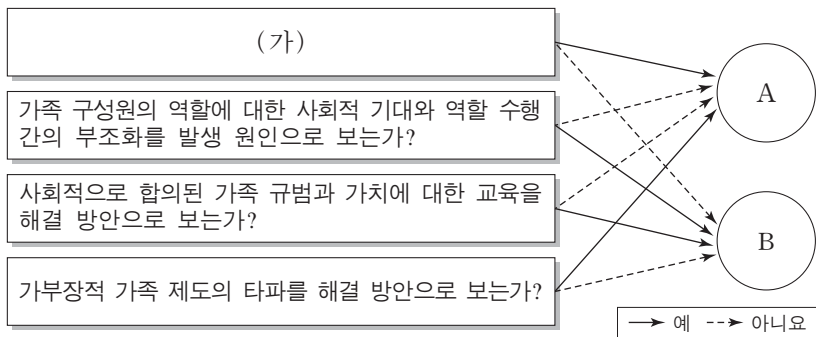 (가)
가족 구성원의 역할에 대한 사회적 기대와 역할 수행
간의 부조화를 발생 원인으로 보는가?
사회적으로 합의된 가족 규범과 가치에 대한 교육을
해결 방안으로 보는가?
가부장적 가족 제도의 타파를 해결 방안으로 보는가?
A
B
예 아니요